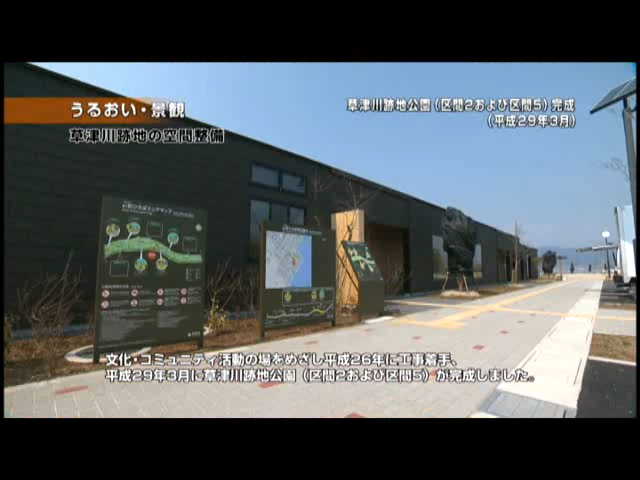 うるおい・景観
草津川跡地の空間整備
草津川跡地公園（区間2および区間5）完成
（平成29年3月）
文化・コミュニティ活動の場をめざし平成26年に工事着手、
平成29年3月に草津川跡地公園（区間2および区間5）が完成しました。